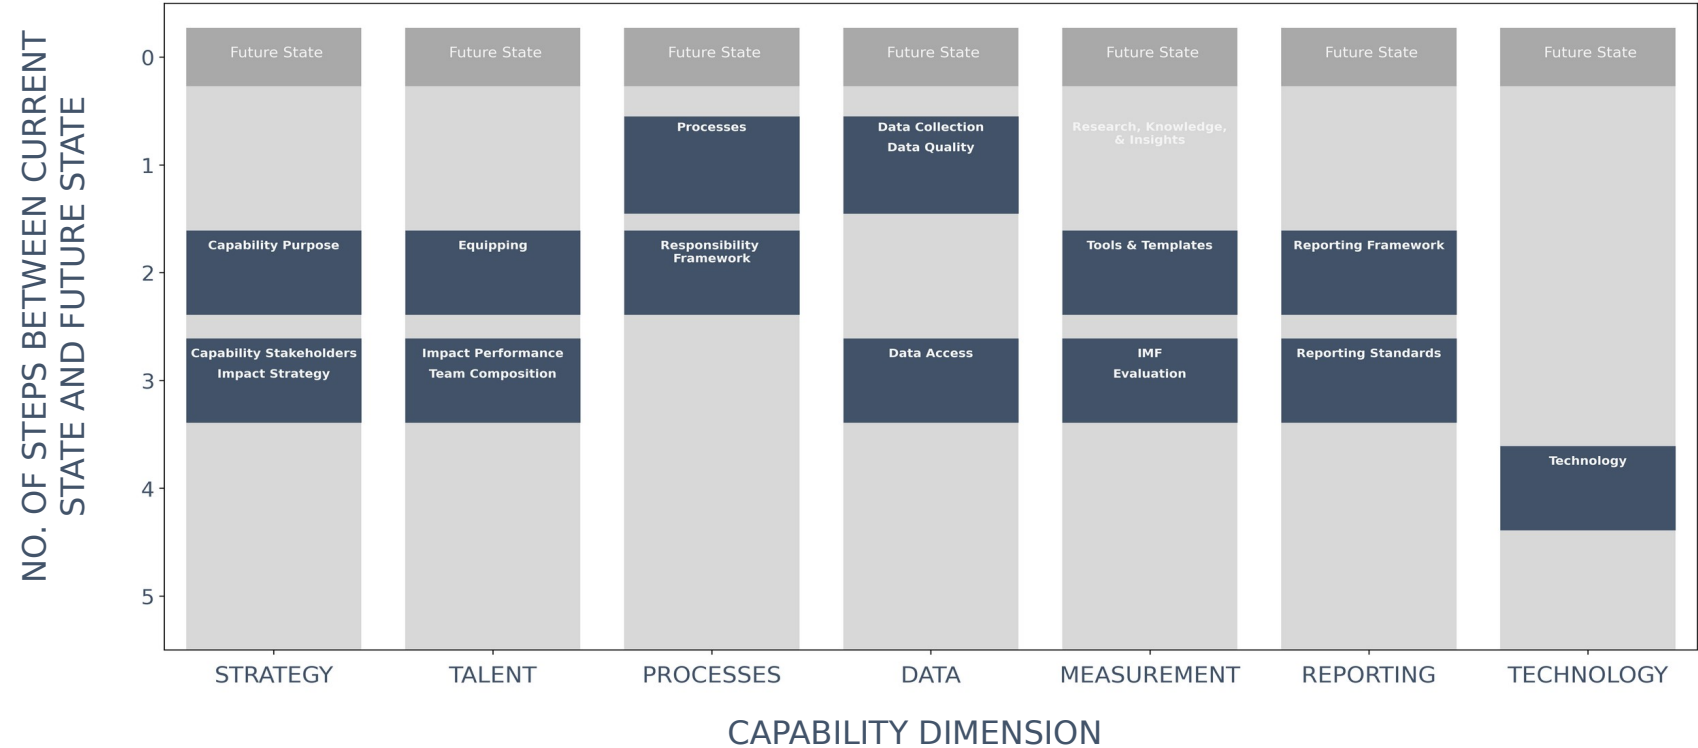 NO. OF STEPS BETWEEN CURRENT
STATE AND FUTURE STATE
0
1
2
3
4
5
Future State
Future State
Future State
Future State
Future State
Future State
Future State
Processes
Data Collection
Data Quality
Research, Knowledge,
& Insights
Capability Purpose
Equipping
Responsibility
Framework
Tools & Templates
Reporting Framework
Capability Stakeholders
Impact Strategy
Impact Performance
Team Composition
Data Access
IMF
Evaluation
Reporting Standards
Technology
STRATEGY
TALENT
PROCESSES
DATA
MEASUREMENT
REPORTING
TECHNOLOGY
CAPABILITY DIMENSION